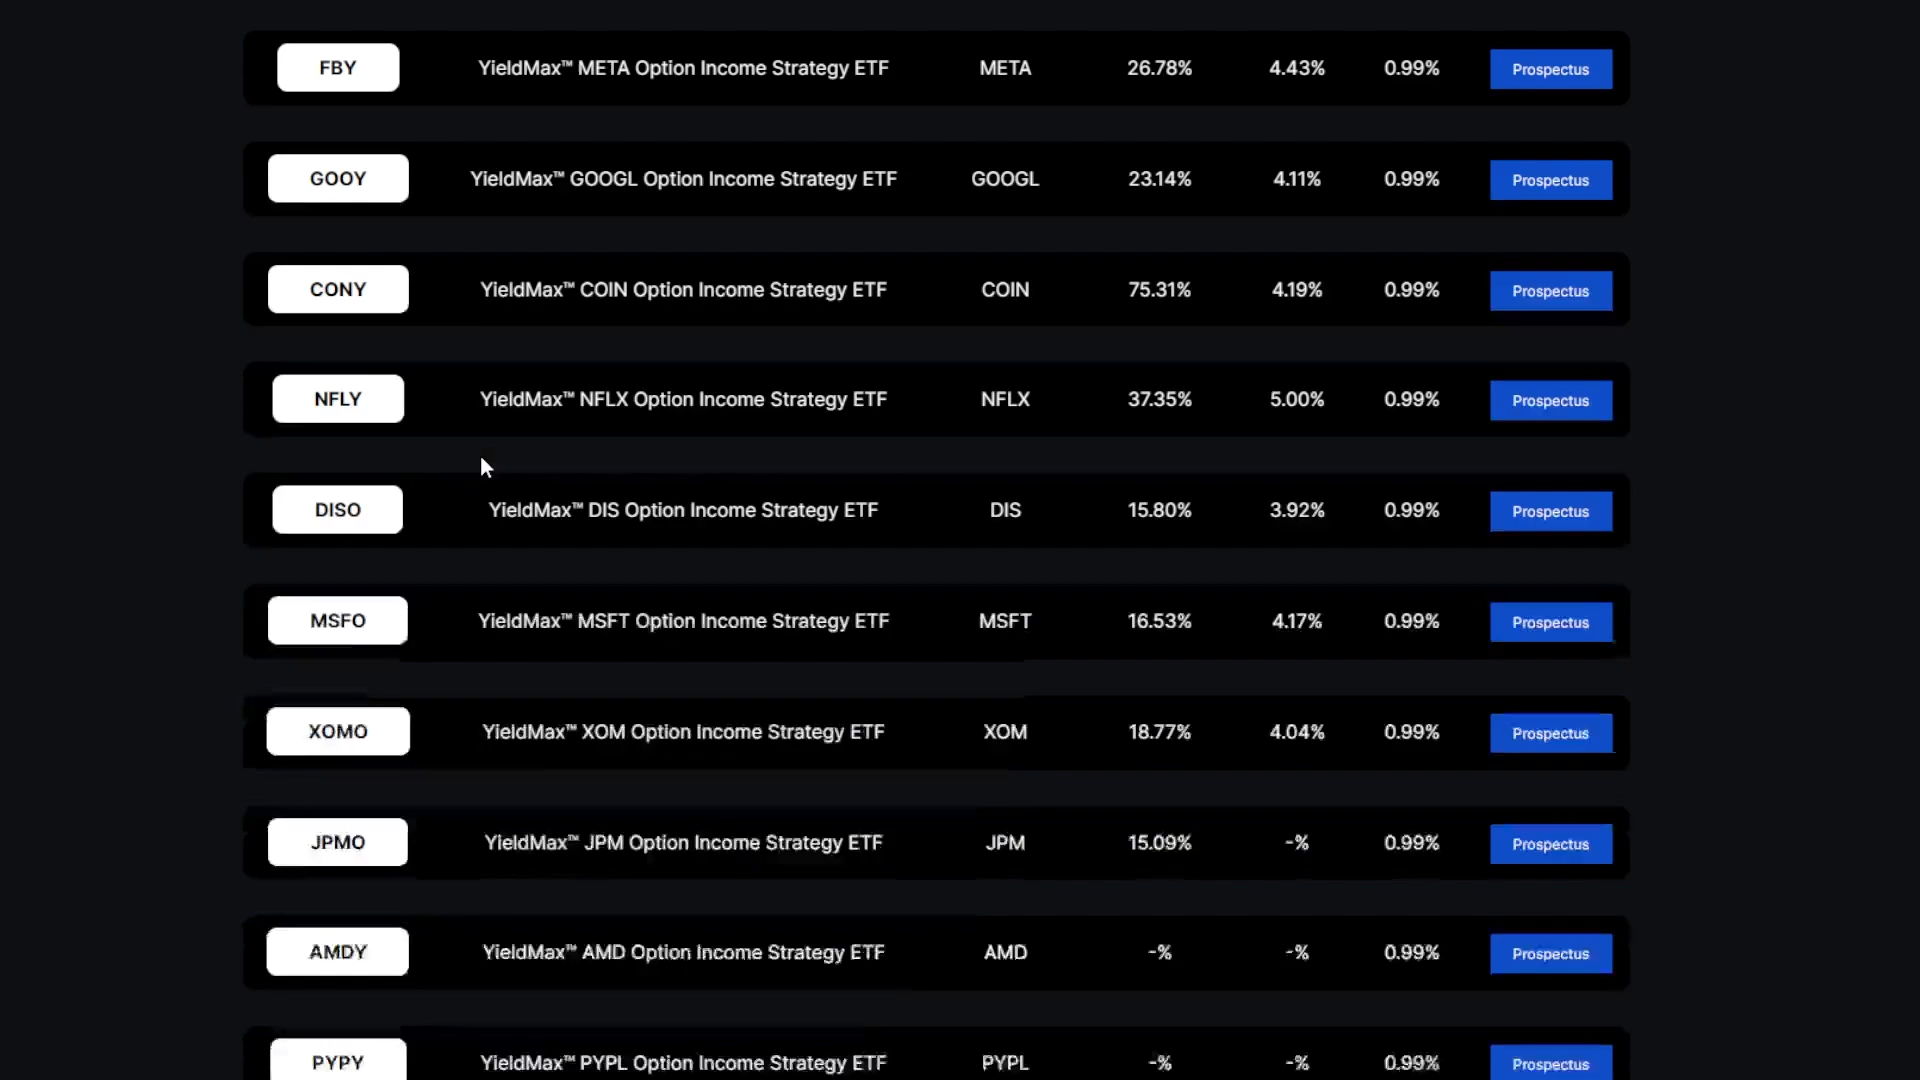 FBY YieldMax™ META Option Income Strategy ETF META 26.78% 4.43% 0.99% Prospectus
GOOY YieldMax™ GOOGL Option Income Strategy ETF GOOGL 23.14% 4.11% 0.99% Prospectus
CONY YieldMax™ COIN Option Income Strategy ETF COIN 75.31% 4.19% 0.99% Prospectus
NFLY YieldMax™ NFLX Option Income Strategy ETF NFLX 37.35% 5.00% 0.99% Prospectus
DISO YieldMax™ DIS Option Income Strategy ETF DIS 15.80% 3.92% 0.99% Prospectus
MSFO YieldMax™ MSFT Option Income Strategy ETF MSFT 16.53% 4.17% 0.99% Prospectus
XOMO YieldMax™ XOM Option Income Strategy ETF XOM 18.77% 4.04% 0.99% Prospectus
JPMO YieldMax™ JPM Option Income Strategy ETF JPM 15.09% -% 0.99% Prospectus
AMDY YieldMax™ AMD Option Income Strategy ETF AMD -% -% 0.99% Prospectus
PYPY YieldMax™ PYPL Option Income Strategy ETF PYPL -% -% 0.99% Prospectus